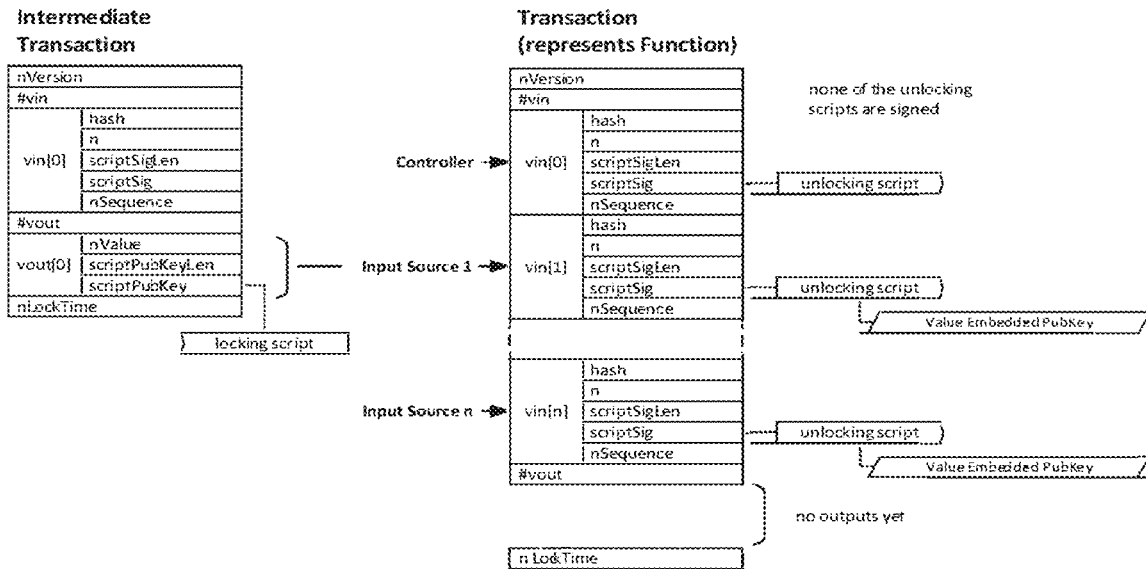 Intermediate
Transaction
nVersion
#vin
vin[0]
hash
n
scriptSigLen
scriptSig
nSequence
#vout
vout[0]
nValue
scriptPubKeyLen
scriptPubKey
nLockTime
locking script
Transaction
(represents Function)
nVersion
#vin
Controller
vin[0]
hash
n
scriptSigLen
scriptSig
nSequence
unlocking script
none of the unlocking
scripts are signed
Input Source 1
vin[1]
hash
n
scriptSigLen
scriptSig
nSequence
unlocking script
Value Embedded PubKey
Input Source n
vin[n]
hash
n
scriptSigLen
scriptSig
nSequence
unlocking script
Value Embedded PubKey
#vout
no outputs yet
n LockTime